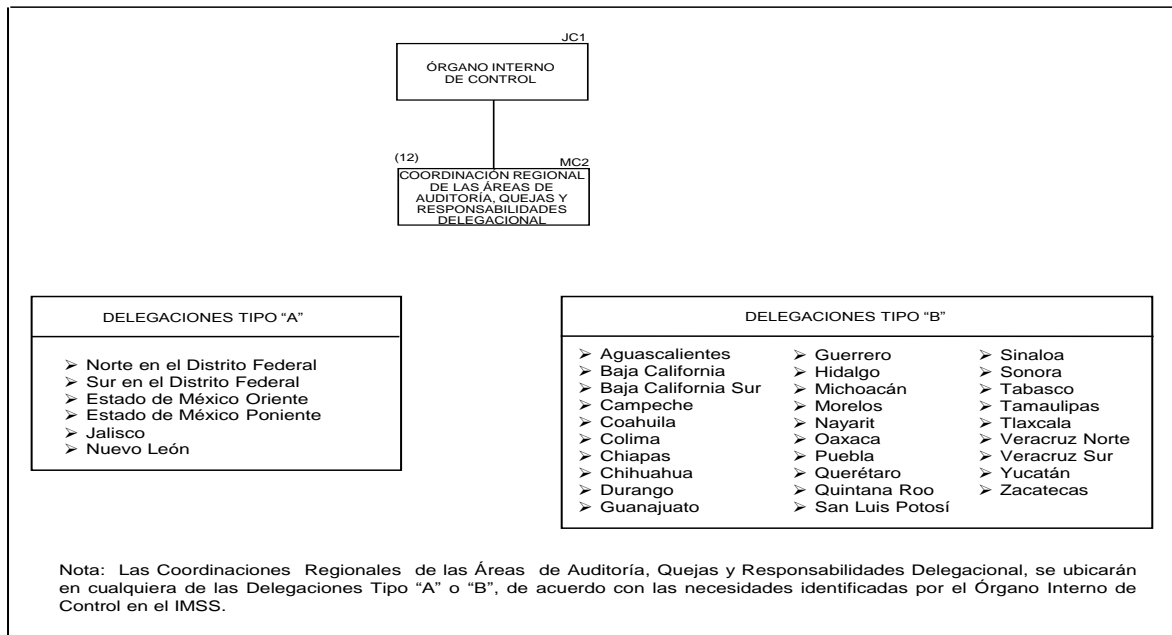 JC1
ÓRGANO INTERNO
DE CONTROL
(12)
MC2
COORDINACIÓN REGIONAL
DE LAS ÁREAS DE
AUDITORÍA, QUEJAS Y
RESPONSABILIDADES
DELEGACIONAL
DELEGACIONES TIPO “A”
➢ Norte en el Distrito Federal
➢ Sur en el Distrito Federal
➢ Estado de México Oriente
➢ Estado de México Poniente
➢ Jalisco
➢ Nuevo León
DELEGACIONES TIPO “B”
➢ Aguascalientes
➢ Baja California
➢ Baja California Sur
➢ Campeche
➢ Coahuila
➢ Colima
➢ Chiapas
➢ Chihuahua
➢ Durango
➢ Guanajuato
➢ Guerrero
➢ Hidalgo
➢ Michoacán
➢ Morelos
➢ Nayarit
➢ Oaxaca
➢ Puebla
➢ Querétaro
➢ Quintana Roo
➢ San Luis Potosí
➢ Sinaloa
➢ Sonora
➢ Tabasco
➢ Tamaulipas
➢ Tlaxcala
➢ Veracruz Norte
➢ Veracruz Sur
➢ Yucatán
➢ Zacatecas
Nota: Las Coordinaciones Regionales de las Áreas de Auditoría, Quejas y Responsabilidades Delegacional, se ubicarán
en cualquiera de las Delegaciones Tipo “A” o “B”, de acuerdo con las necesidades identificadas por el Órgano Interno de
Control en el IMSS.